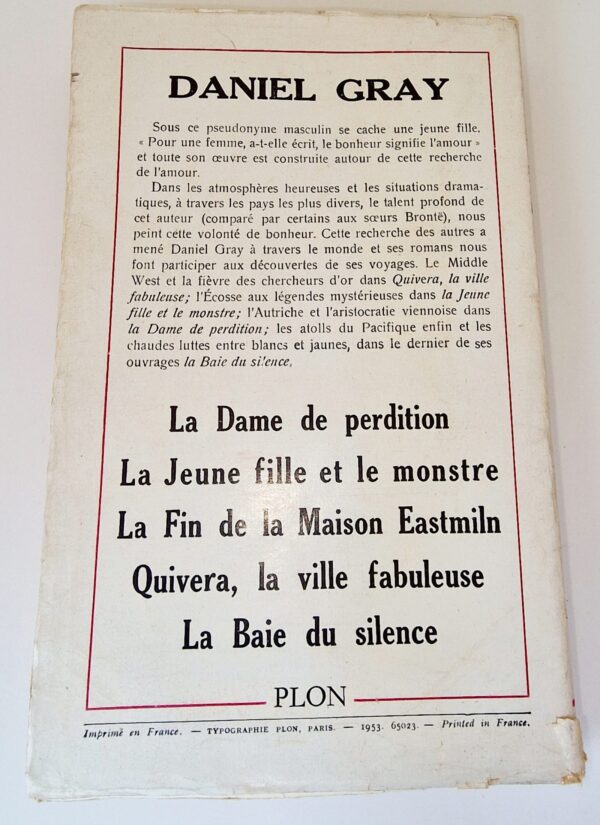 DANIEL GRAY
Sous ce pseudonyme masculin se cache une jeune fille.
« Pour une femme, a-t-elle écrit, le bonheur signifie l'amour »
et toute son œuvre est construite autour de cette recherche
de l'amour.
Dans les atmosphères heureuses et les situations drama-
tiques, à travers les pays les plus divers, le talent profond de
cet auteur (comparé par certains aux sœurs Brontë), nous
peint cette volonté de bonheur. Cette recherche des autres a
mené Daniel Gray à travers le monde et ses romans nous
font participer aux découvertes de ses voyages. Le Middle
West et la fièvre des chercheurs d'or dans Quivera, la ville
fabuleuse; l'Écosse aux légendes mystérieuses dans la Jeune
fille et le monstre; l'Autriche et l'aristocratie viennoise dans
la Dame de perdition; les atolls du Pacifique enfin et les
chaudes luttes entre blancs et jaunes, dans le dernier de ses
ouvrages la Baie du silence.
La Dame de perdition
La Jeune fille et le monstre
La Fin de la Maison Eastmiln
Quivera, la ville fabuleuse
La Baie du silence
PLON
Imprimé en France. — TYPOGRAPHIE PLON, PARIS. — 1953. 65023. — Printed in France.